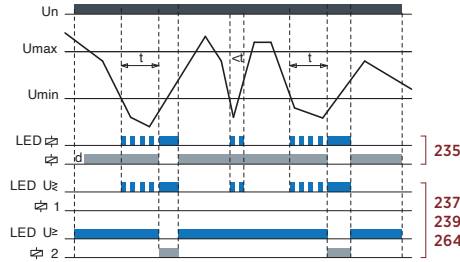 Un
Umax
t
<t
t
Umin
LED
d
235
LED U≥
237
1
239
LED U≥
264
2